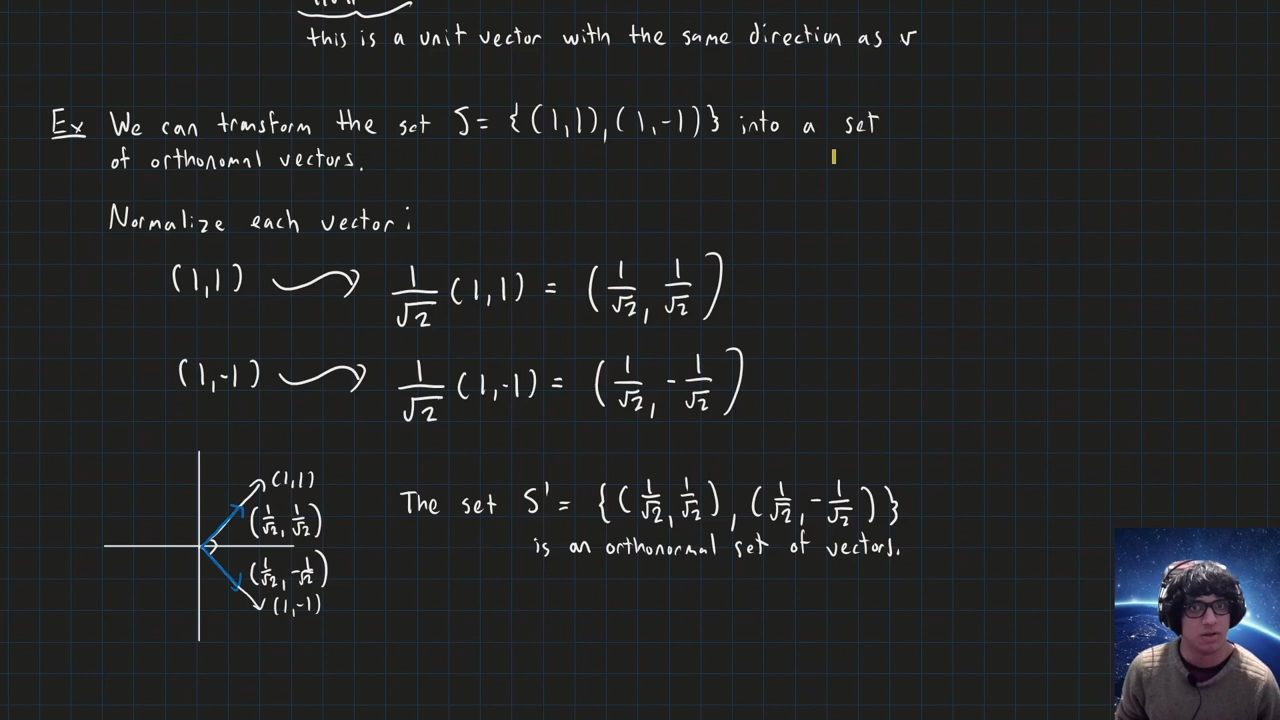 this is a unit vector with the same direction as v
Ex We can transform the set S = {(1,1),(1,-1)} into a set
of orthonomal vectors.
Normalize each vector:
(1,1) ⟿ 1/√2 (1,1) = (1/√2, 1/√2)
(1,-1) ⟿ 1/√2 (1,-1) = (1/√2, -1/√2)
(1,1)
(1/√2, 1/√2)
(1/√2, -1/√2)
(1,-1)
The set S' = {(1/√2, 1/√2), (1/√2, -1/√2)}
is an orthonormal set of vectors.